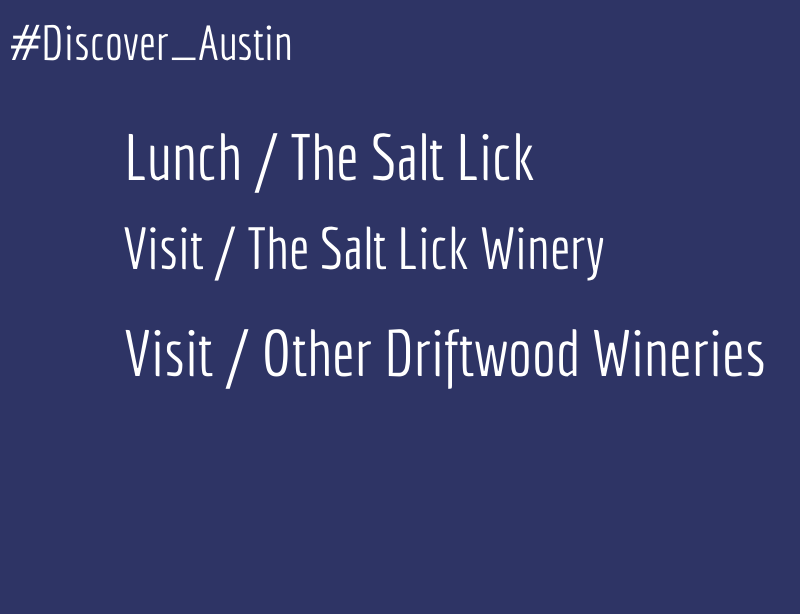 #Discover_Austin
Lunch / The Salt Lick
Visit / The Salt Lick Winery
Visit / Other Driftwood Wineries